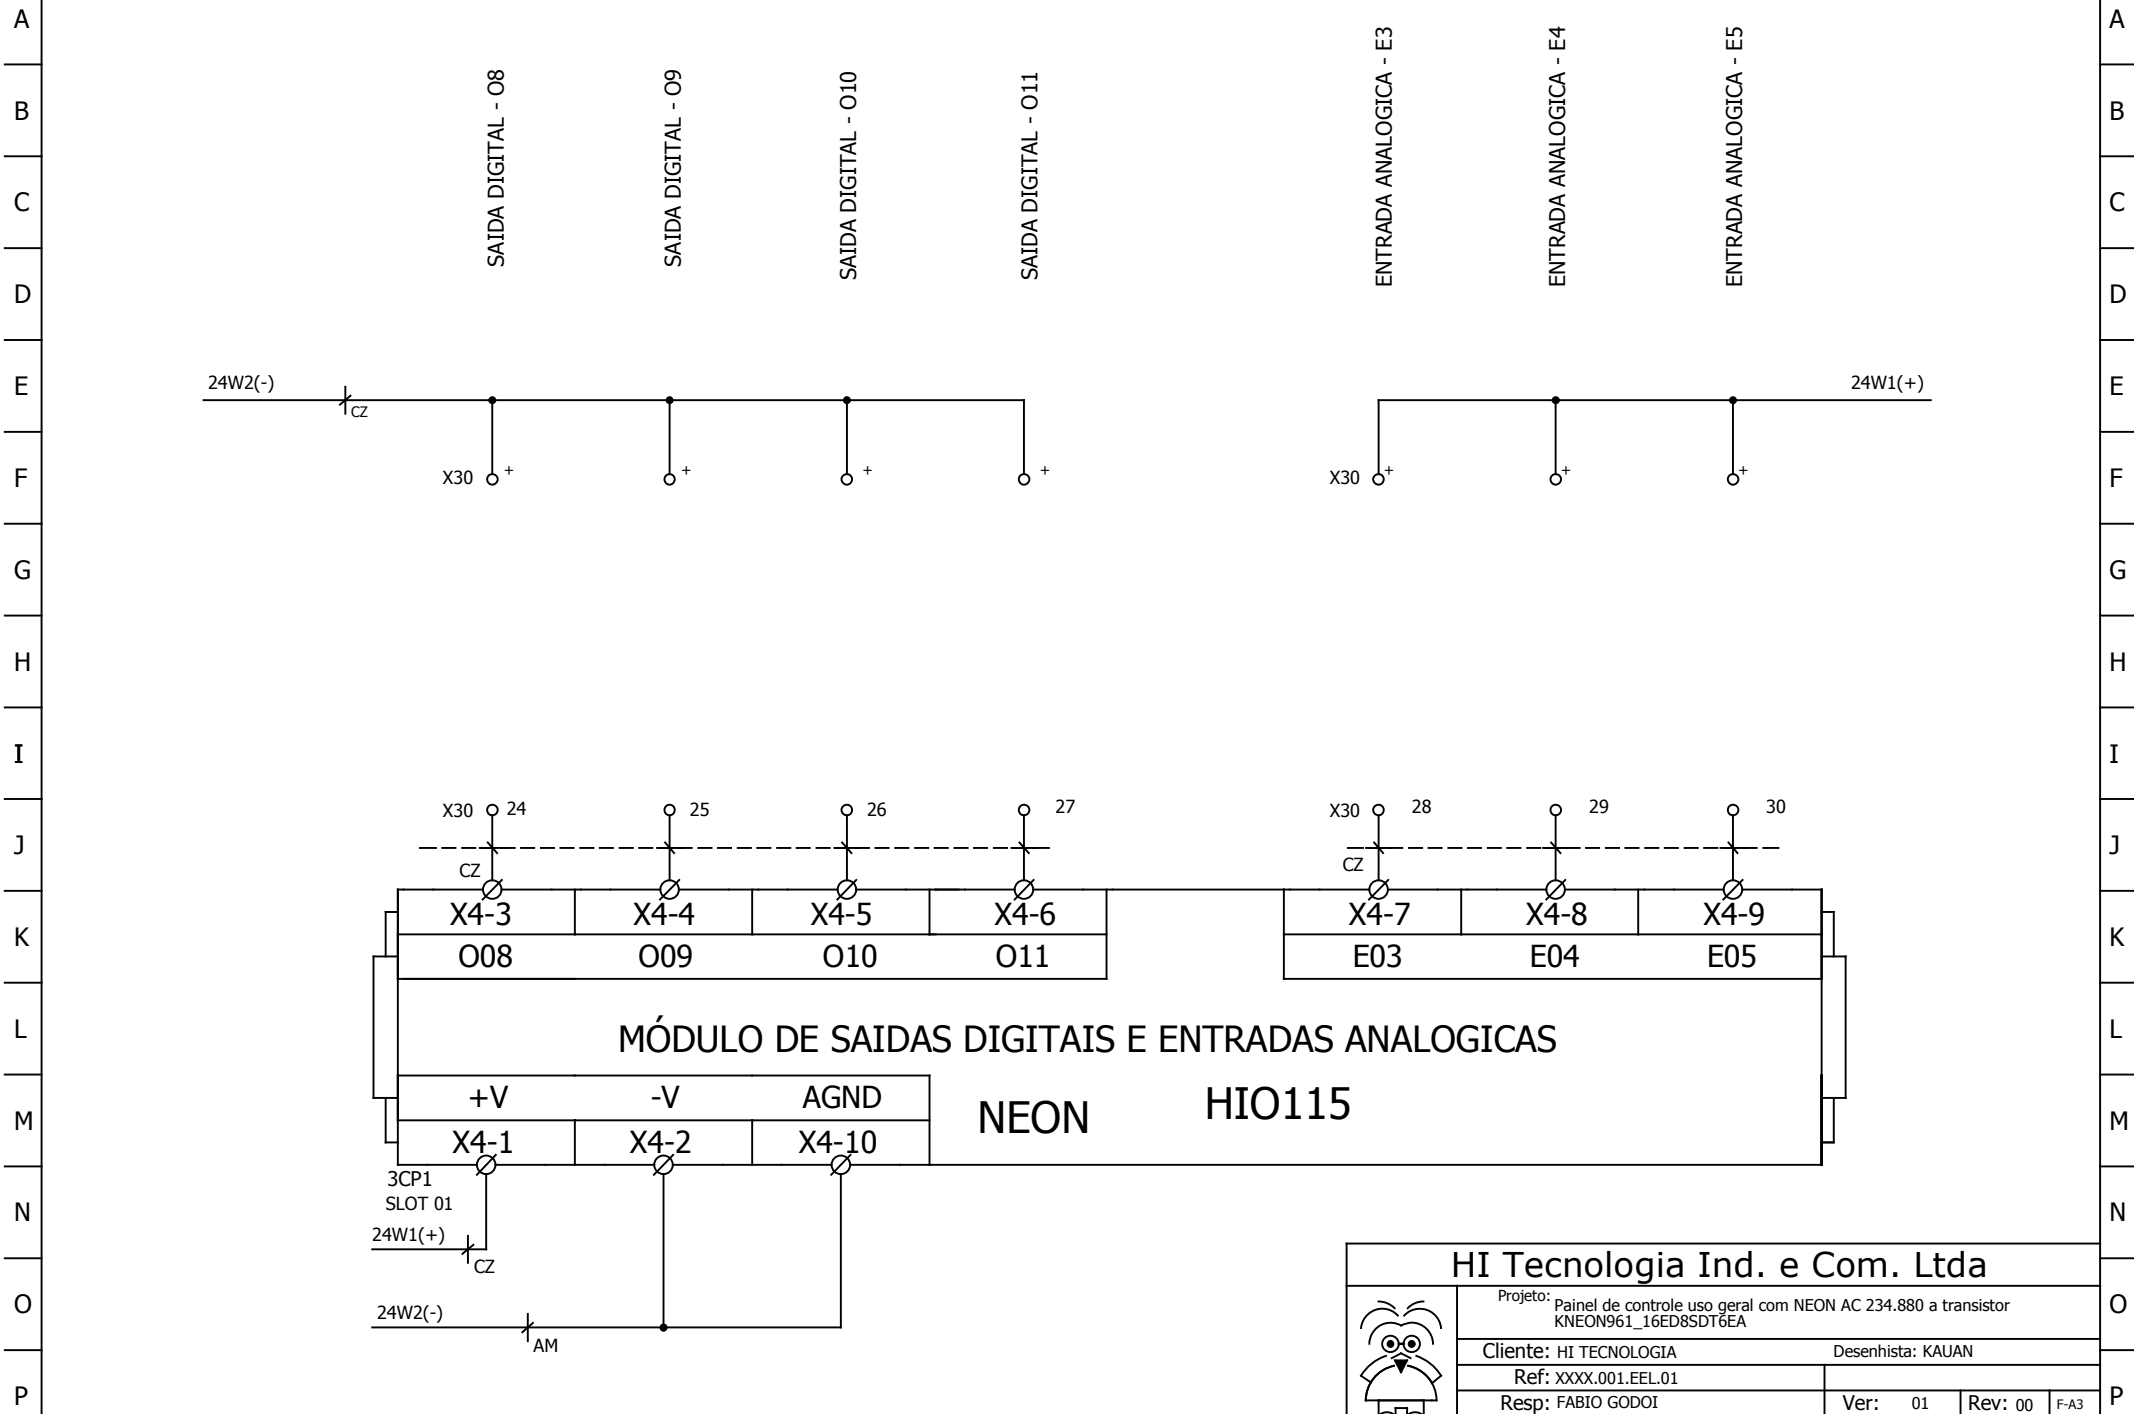 A A
SAIDA DIGITAL - O8
SAIDA DIGITAL - O9
SAIDA DIGITAL - O10
SAIDA DIGITAL - O11
ENTRADA ANALOGICA - E3
ENTRADA ANALOGICA - E4
ENTRADA ANALOGICA - E5
B B
C C
D D
24W2(-) 24W1(+)
E E
CZ
F X30 + + + + X30 + + + F
G G
H H
I I
X30 24 25 26 27 X30 28 29 30
J J
CZ CZ
X4-3 X4-4 X4-5 X4-6 X4-7 X4-8 X4-9
K K
O08 O09 O10 O11 E03 E04 E05
L MÓDULO DE SAIDAS DIGITAIS E ENTRADAS ANALOGICAS L
+V -V AGND
NEON HIO115
M M
X4-1 X4-2 X4-10
3CP1
SLOT 01
N N
24W1(+)
CZ
HI Tecnologia Ind. e Com. Ltda
O O
24W2(-)
AM
Projeto: Painel de controle uso geral com NEON AC 234.880 a transistor
KNEON961_16ED8SDT6EA
Cliente: HI TECNOLOGIA Desenhista: KAUAN
Ref: XXXX.001.EEL.01
P P
Resp: FABIO GODOI Ver: 01 Rev: 00 F-A3